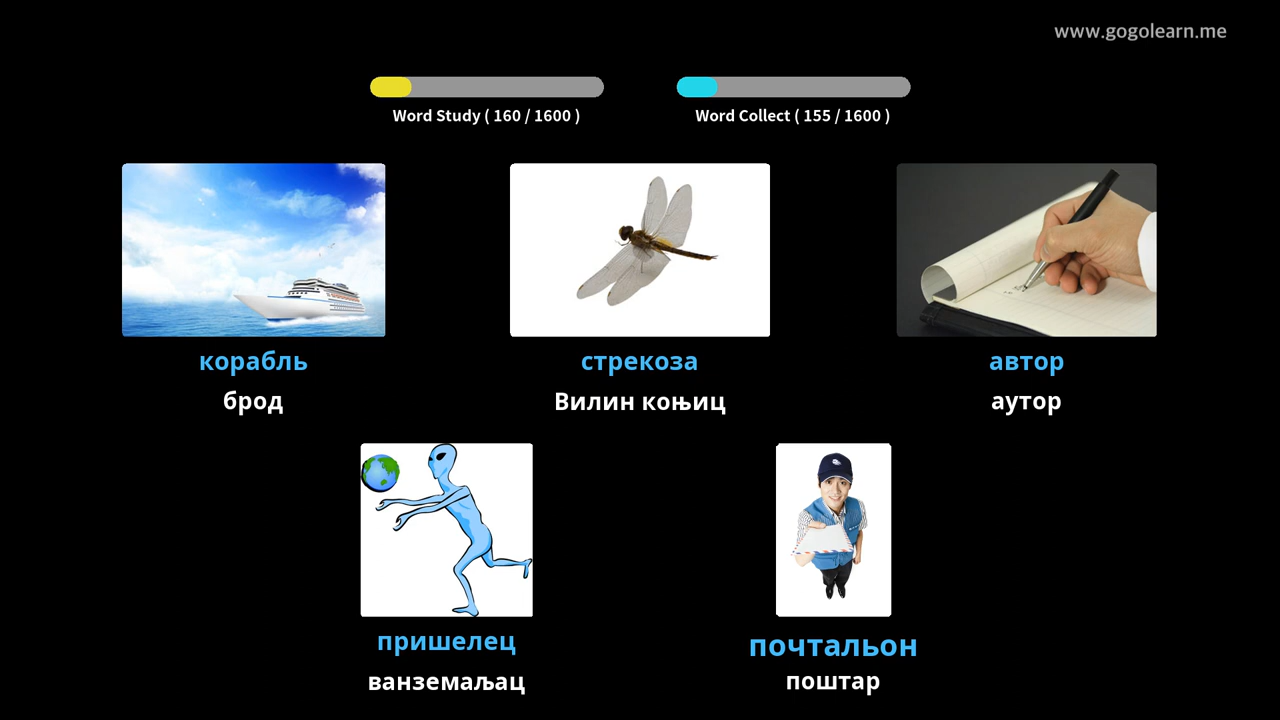 www.gogolearn.me
Word Study ( 160 / 1600 )
Word Collect ( 155 / 1600 )
корабль
брод
стрекоза
Вилин коњиц
автор
аутор
пришелец
ванземаљац
почтальон
поштар